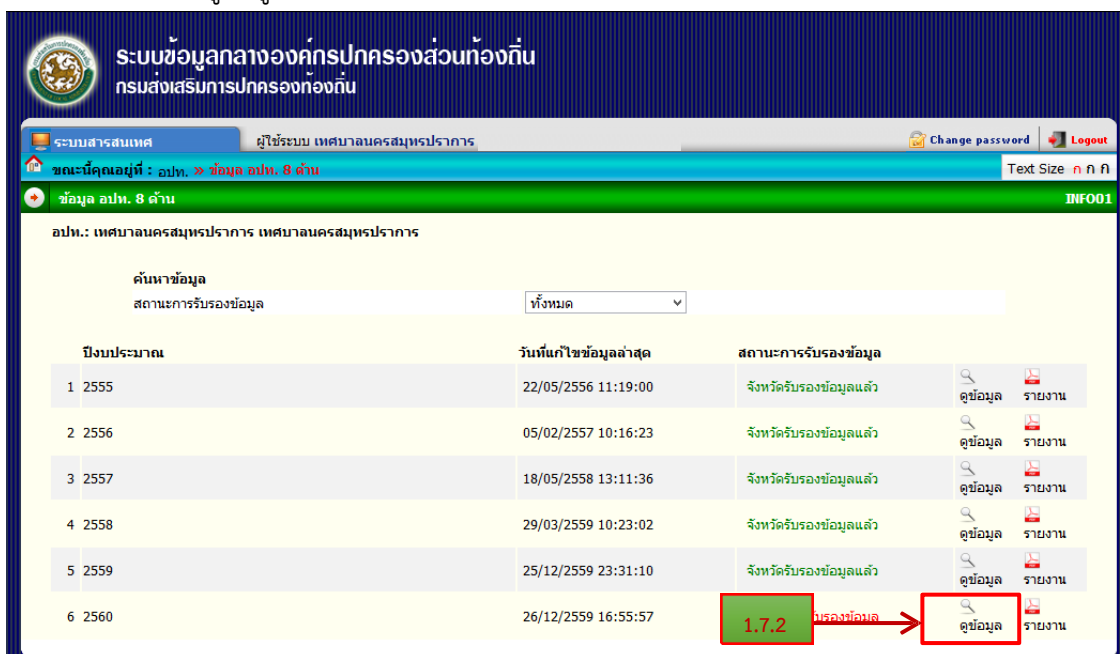 ระบบข้อมูลกลางองค์กรปกครองส่วนท้องถิ่น
กรมส่งเสริมการปกครองท้องถิ่น
ระบบสารสนเทศ ผู้ใช้ระบบ เทศบาลนครสมุทรปราการ Change password Logout
ขณะนี้คุณอยู่ที่ : อปท. » ข้อมูล อปท. 8 ด้าน Text Size ก ก ก
ข้อมูล อปท. 8 ด้าน INFO01
อปท.: เทศบาลนครสมุทรปราการ เทศบาลนครสมุทรปราการ
ค้นหาข้อมูล
สถานะการรับรองข้อมูล ทั้งหมด
ปีงบประมาณ วันที่แก้ไขข้อมูลล่าสุด สถานะการรับรองข้อมูล
1 2555 22/05/2556 11:19:00 จังหวัดรับรองข้อมูลแล้ว ดูข้อมูล รายงาน
2 2556 05/02/2557 10:16:23 จังหวัดรับรองข้อมูลแล้ว ดูข้อมูล รายงาน
3 2557 18/05/2558 13:11:36 จังหวัดรับรองข้อมูลแล้ว ดูข้อมูล รายงาน
4 2558 29/03/2559 10:23:02 จังหวัดรับรองข้อมูลแล้ว ดูข้อมูล รายงาน
5 2559 25/12/2559 23:31:10 จังหวัดรับรองข้อมูลแล้ว ดูข้อมูล รายงาน
6 2560 26/12/2559 16:55:57 1.7.2 ดูข้อมูล รายงาน